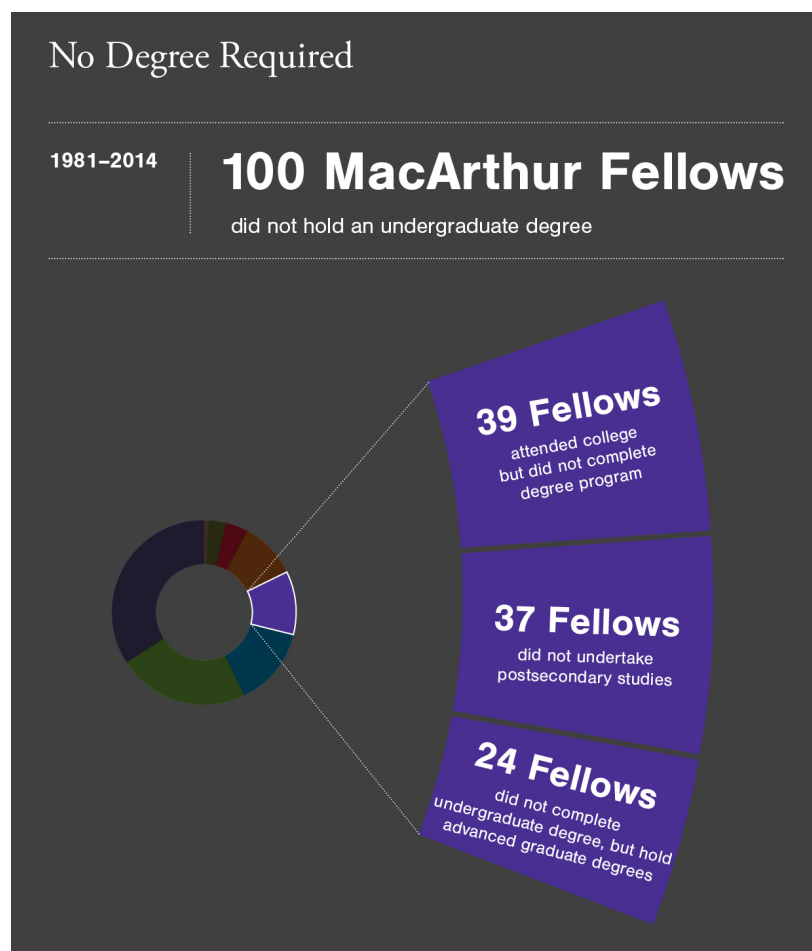 No Degree Required
1981–2014
100 MacArthur Fellows
did not hold an undergraduate degree
39 Fellows
attended college
but did not complete
degree program
37 Fellows
did not undertake
postsecondary studies
24 Fellows
did not complete
undergraduate degree, but hold
advanced graduate degrees